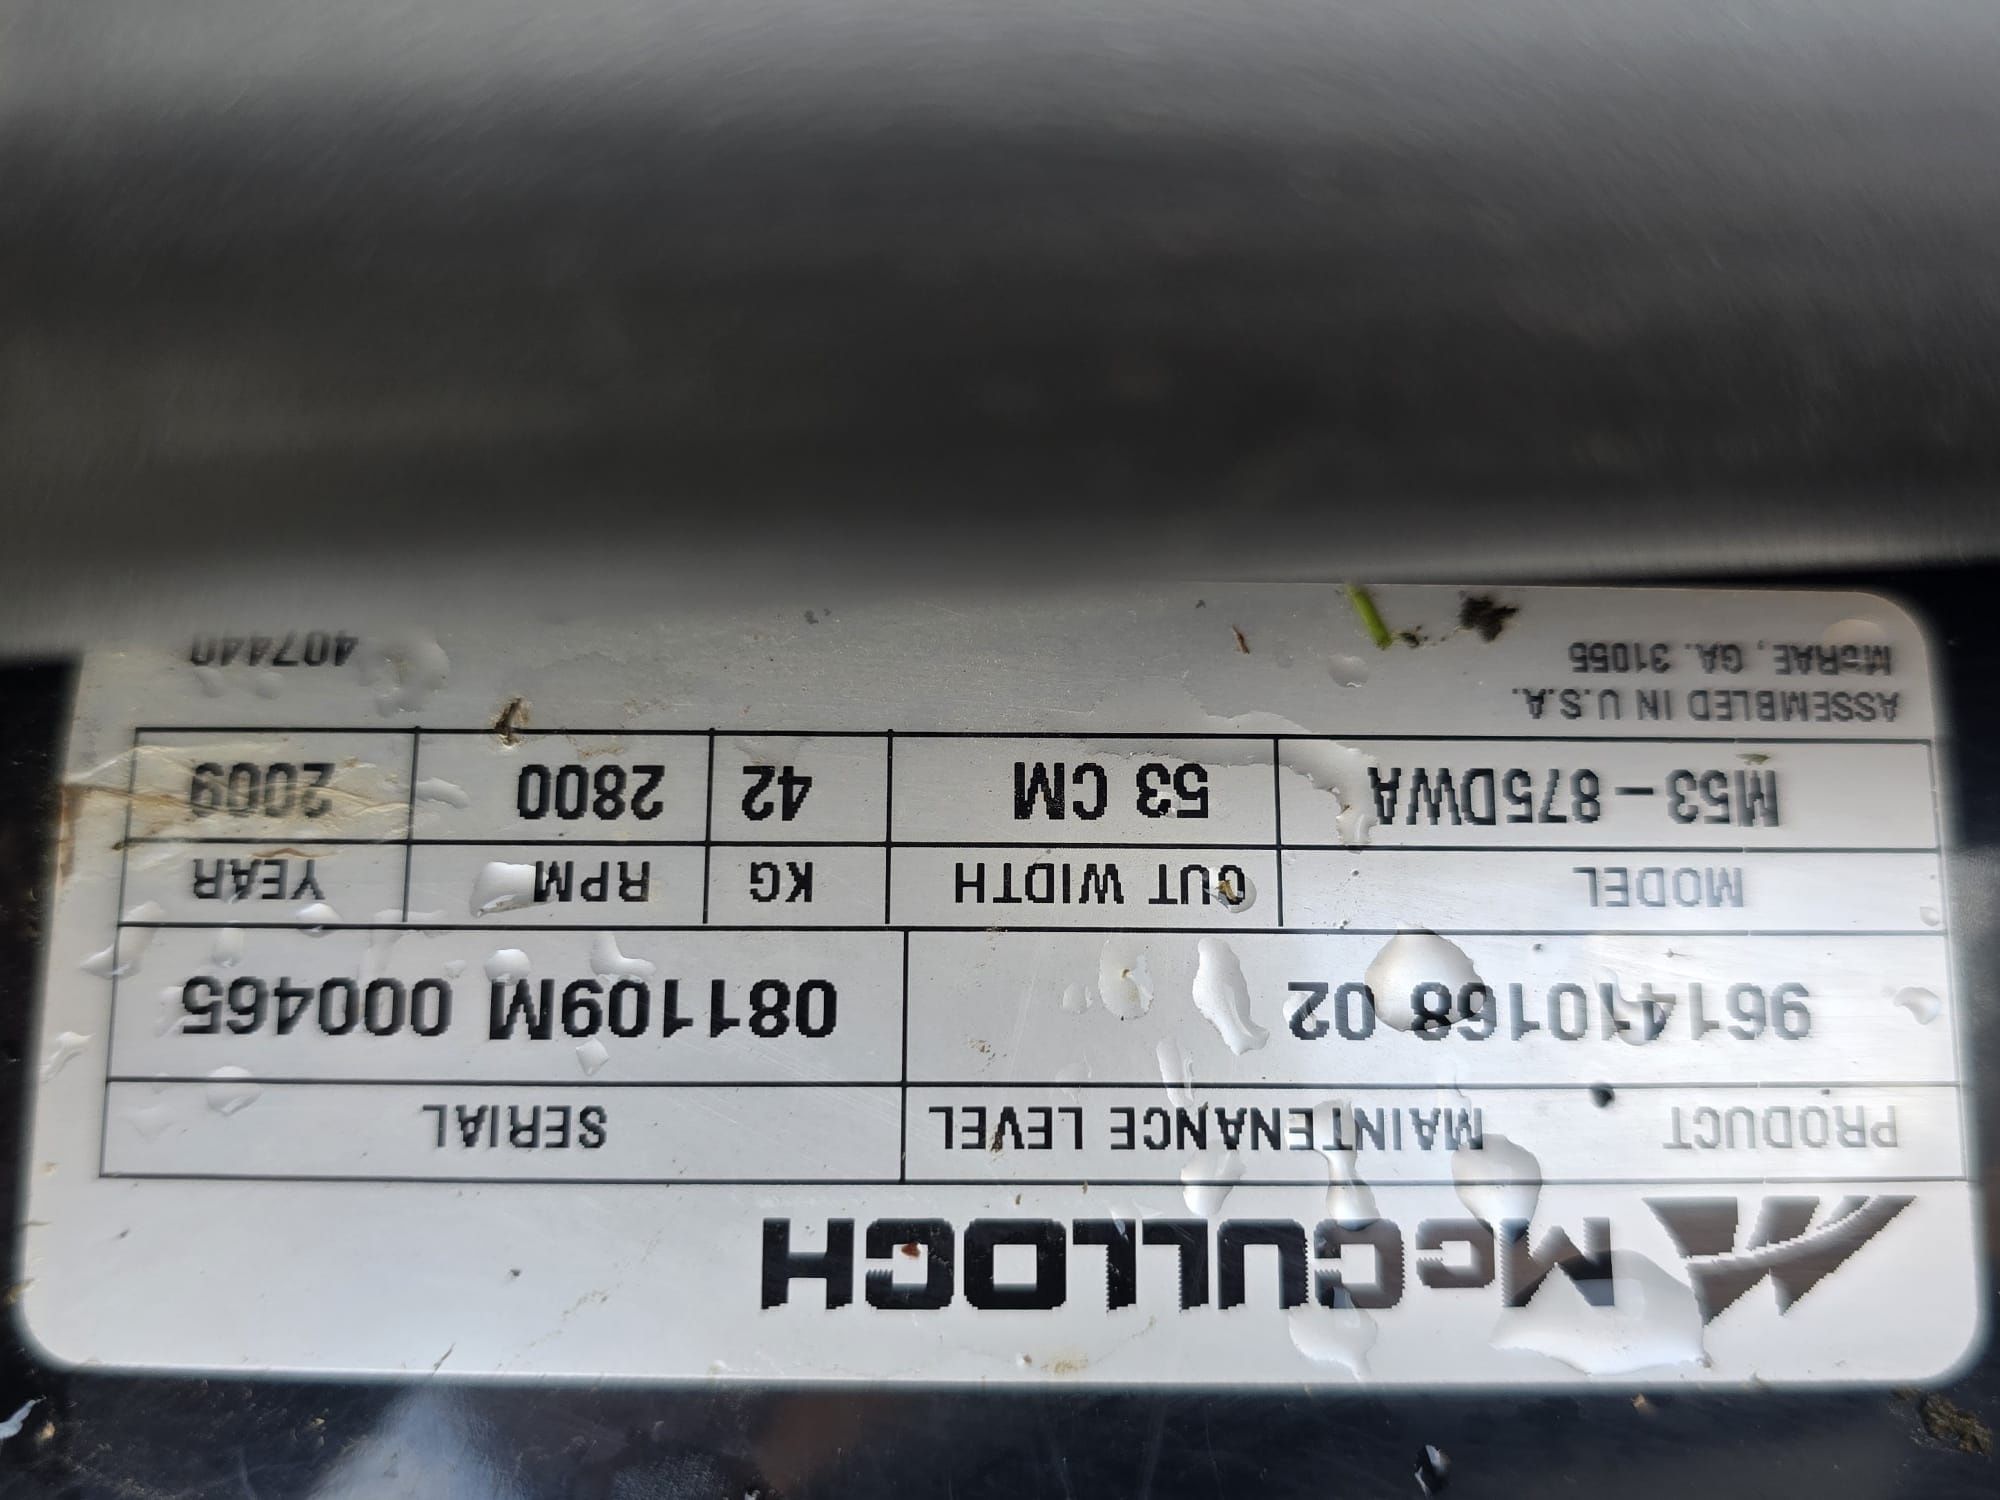 McCULLOCH
PRODUCT MAINTENANCE LEVEL SERIAL
961410168 02 081109M 000465
MODEL CUT WIDTH KG RPM YEAR
M53-875DWA 53 CM 42 2800 2009
ASSEMBLED IN U.S.A.
McRAE, GA. 31055
407440